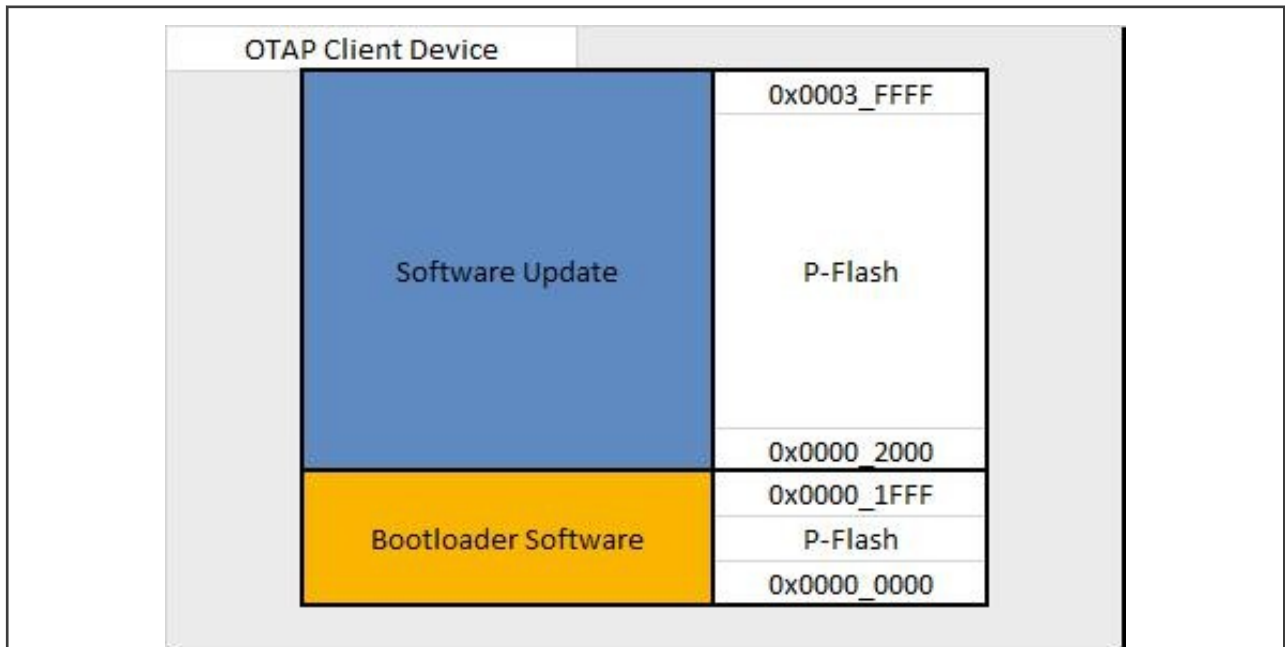 OTAP Client Device
0x0003_FFFF
Software Update
P-Flash
0x0000_2000
0x0000_1FFF
Bootloader Software
P-Flash
0x0000_0000